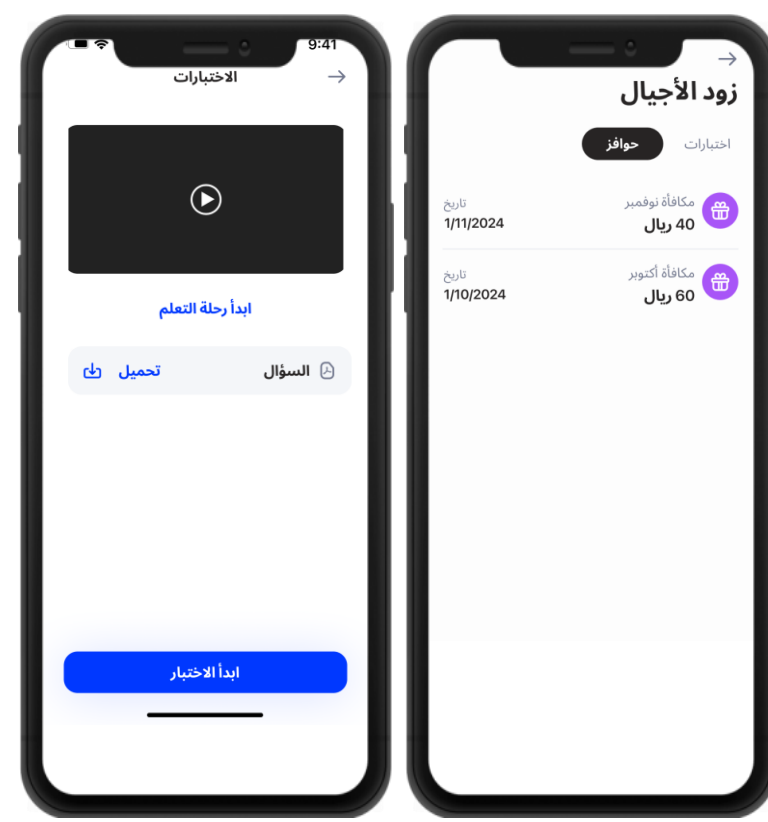 9:41
الاختبارات
ابدأ رحلة التعلم
السؤال تحميل
ابدأ الاختبار
زود الأجيال
اختبارات حوافز
مكافأة نوفمبر تاريخ
40 ريال 1/11/2024
مكافأة أكتوبر تاريخ
60 ريال 1/10/2024